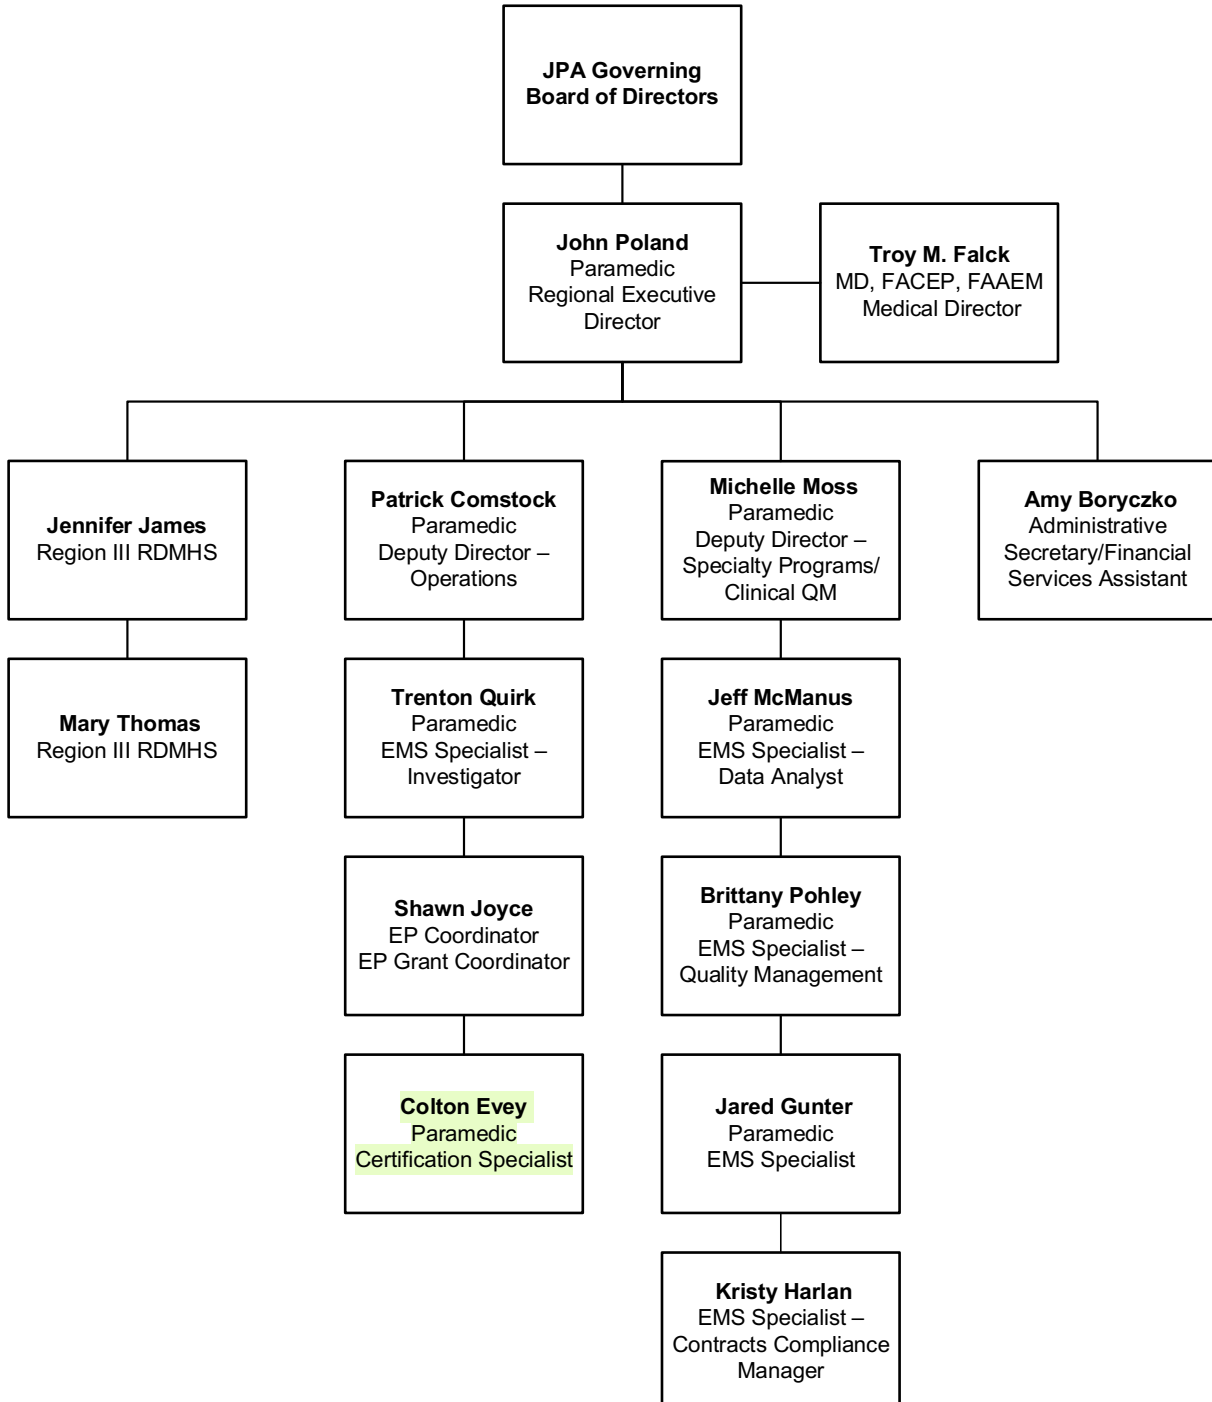 JPA Governing
Board of Directors
John Poland
Paramedic
Regional Executive
Director
Troy M. Falck
MD, FACEP, FAAEM
Medical Director
Jennifer James
Region III RDMHS
Patrick Comstock
Paramedic
Deputy Director –
Operations
Michelle Moss
Paramedic
Deputy Director –
Specialty Programs/
Clinical QM
Amy Boryczko
Administrative
Secretary/Financial
Services Assistant
Mary Thomas
Region III RDMHS
Trenton Quirk
Paramedic
EMS Specialist –
Investigator
Jeff McManus
Paramedic
EMS Specialist –
Data Analyst
Shawn Joyce
EP Coordinator
EP Grant Coordinator
Brittany Pohley
Paramedic
EMS Specialist –
Quality Management
Colton Evey
Paramedic
Certification Specialist
Jared Gunter
Paramedic
EMS Specialist
Kristy Harlan
EMS Specialist –
Contracts Compliance
Manager